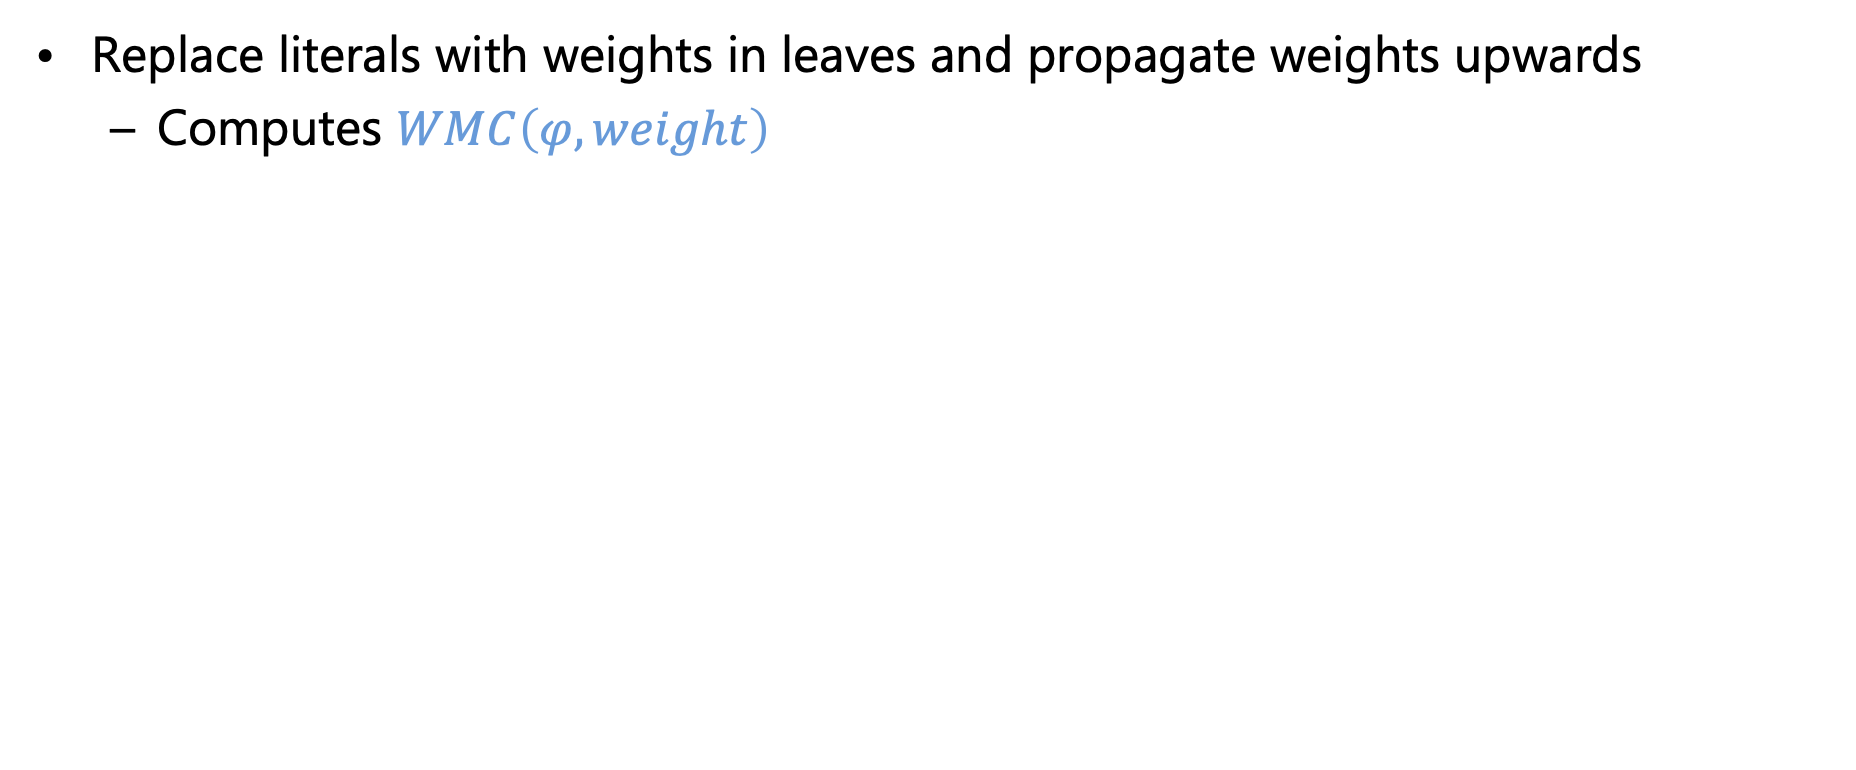 • Replace literals with weights in leaves and propagate weights upwards
– Computes 𝑊𝑀𝐶(𝜑, 𝑤𝑒𝑖𝑔ℎ𝑡)